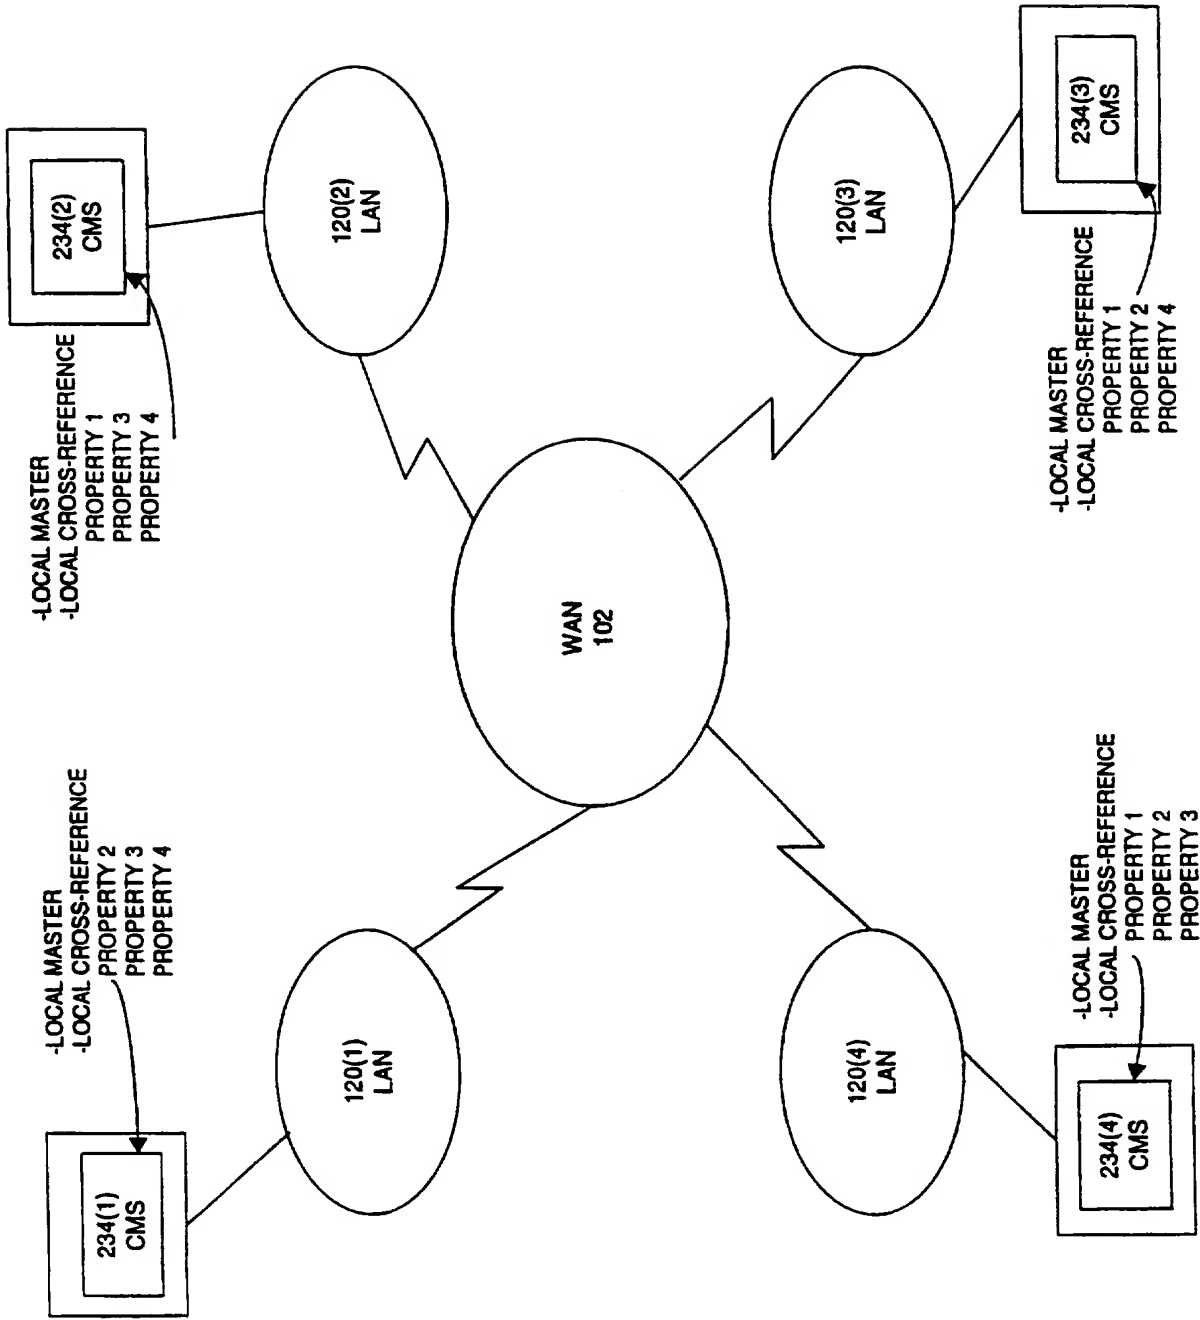 234(1)
CMS
-LOCAL MASTER
-LOCAL CROSS-REFERENCE
PROPERTY 2
PROPERTY 3
PROPERTY 4
234(2)
CMS
-LOCAL MASTER
-LOCAL CROSS-REFERENCE
PROPERTY 1
PROPERTY 3
PROPERTY 4
120(1)
LAN
120(2)
LAN
WAN
102
120(4)
LAN
120(3)
LAN
234(4)
CMS
-LOCAL MASTER
-LOCAL CROSS-REFERENCE
PROPERTY 1
PROPERTY 2
PROPERTY 3
234(3)
CMS
-LOCAL MASTER
-LOCAL CROSS-REFERENCE
PROPERTY 1
PROPERTY 2
PROPERTY 4